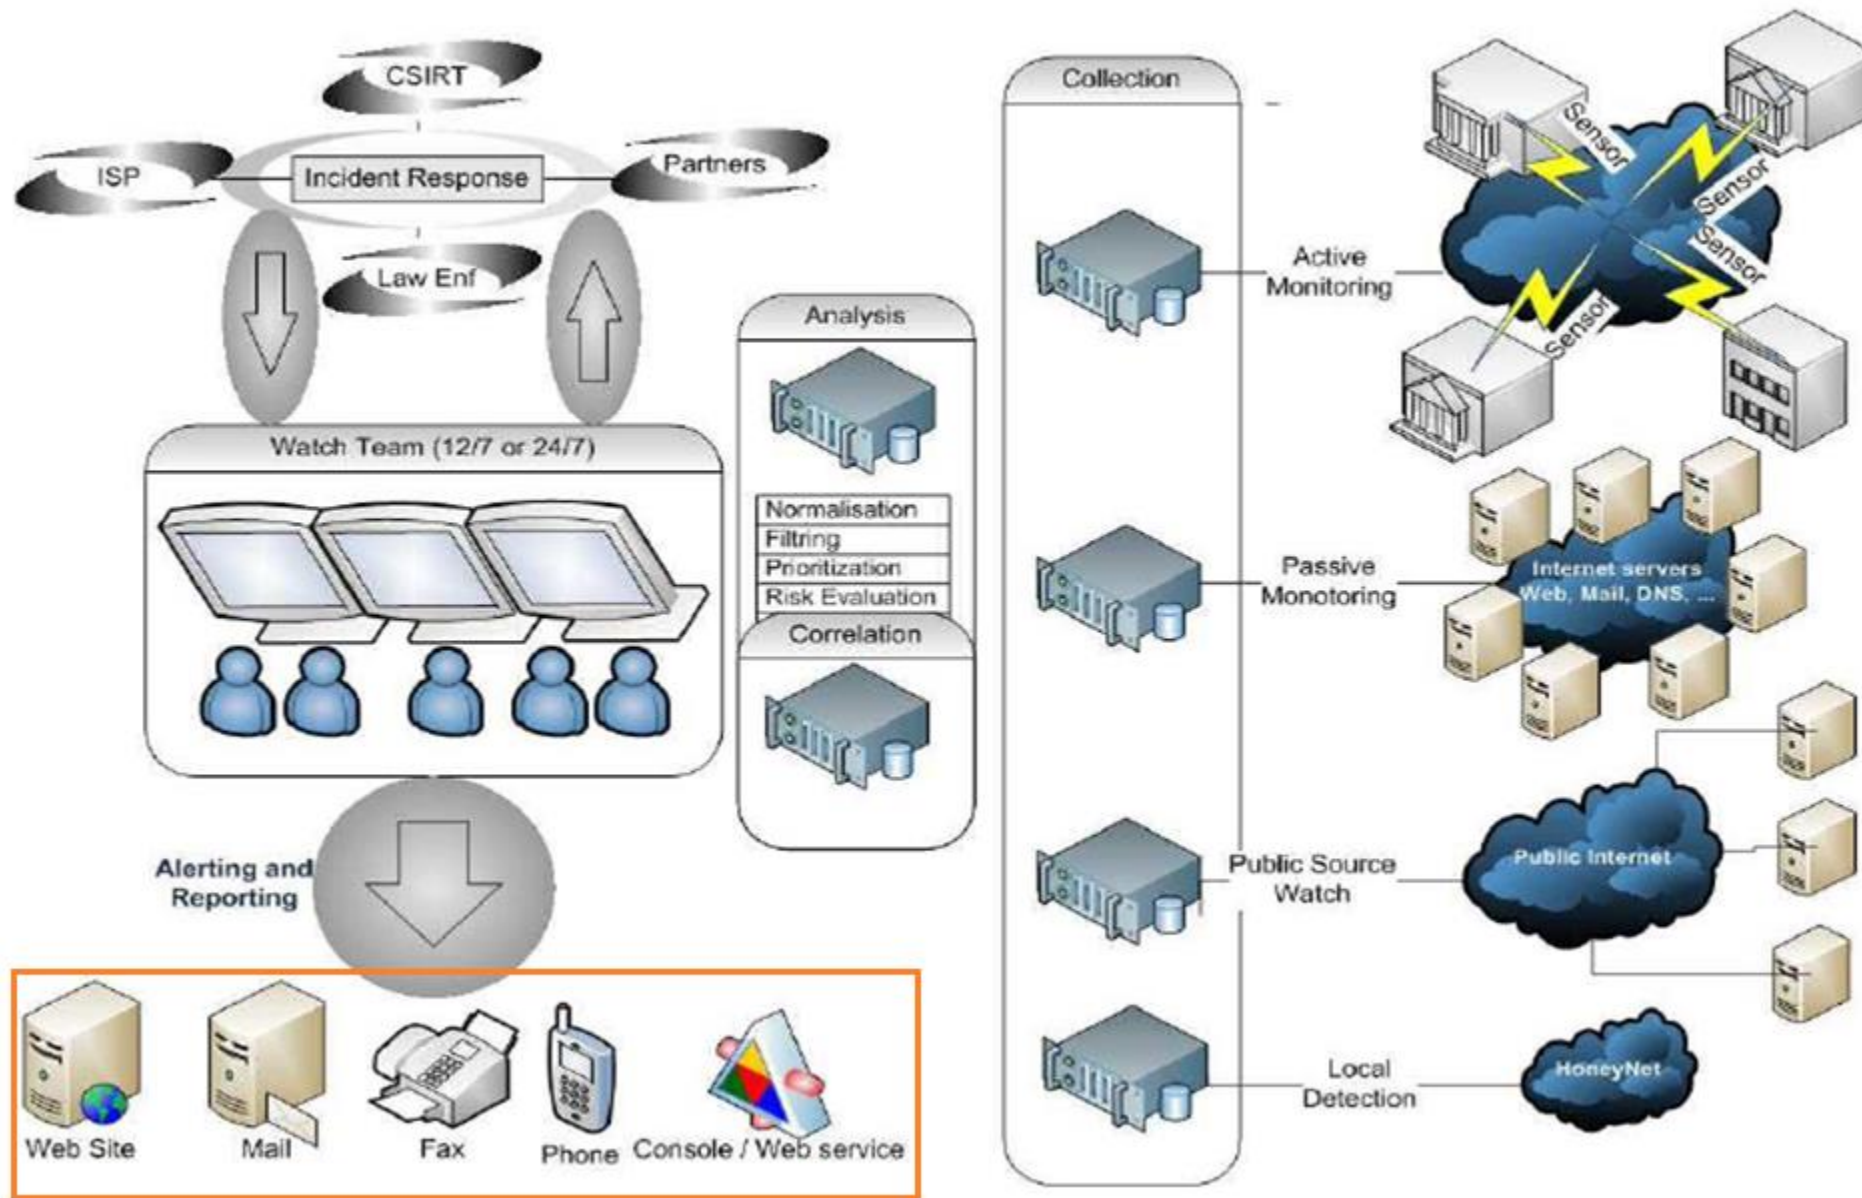 CSIRT
ISP
Incident Response
Partners
Law Enf
Watch Team (12/7 or 24/7)
Alerting and
Reporting
Web Site
Mail
Fax
Phone
Console / Web service
Analysis
Normalisation
Filtring
Prioritization
Risk Evaluation
Correlation
Collection
Active
Monitoring
Sensor
Sensor
Sensor
Sensor
Passive
Monotoring
Internet servers
Web, Mail, DNS, ...
Public Source
Watch
Public Internet
Local
Detection
HoneyNet